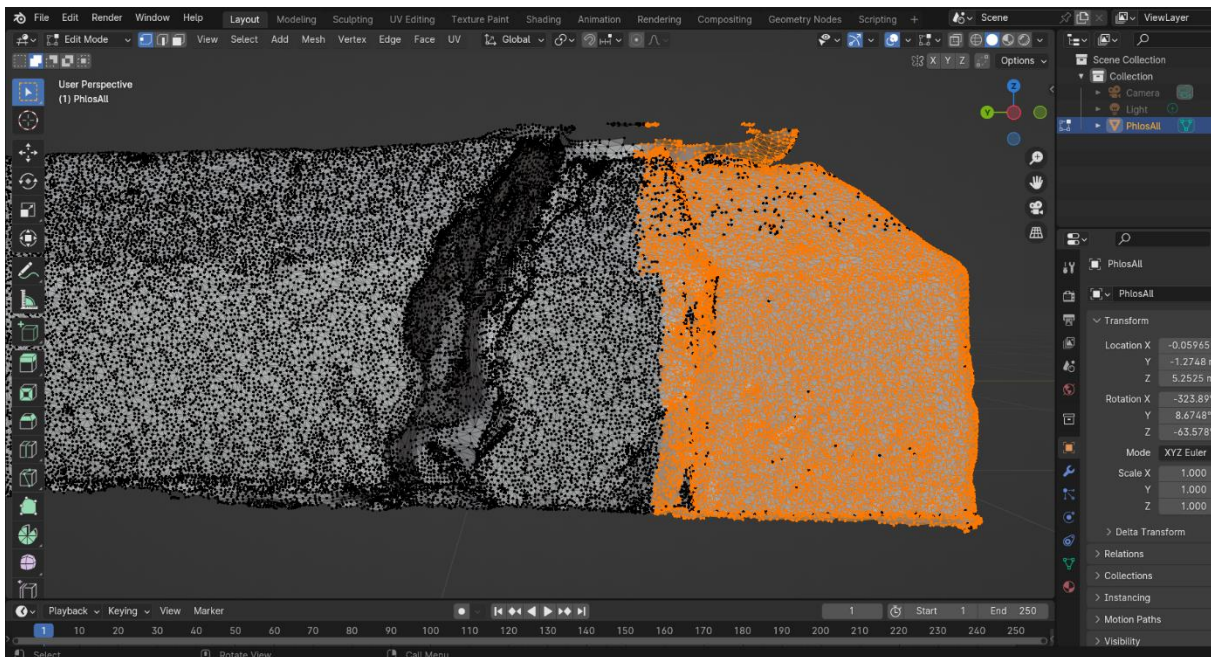 File Edit Render Window Help Layout Modeling Sculpting UV Editing Texture Paint Shading Animation Rendering Compositing Geometry Nodes Scripting + Scene ViewLayer
Edit Mode View Select Add Mesh Vertex Edge Face UV Global
X Y Z Options
User Perspective
(1) PhlosAll
Z
Y
Scene Collection
Collection
Camera
Light
PhlosAll
PhlosAll
PhlosAll
Transform
Location X -0.05965
Y -1.2748 m
Z 5.2525 m
Rotation X -323.89°
Y 8.6748°
Z -63.578°
Mode XYZ Euler
Scale X 1.000
Y 1.000
Z 1.000
Delta Transform
Relations
Collections
Instancing
Motion Paths
Visibility
Playback Keying View Marker 1 Start 1 End 250
1 10 20 30 40 50 60 70 80 90 100 110 120 130 140 150 160 170 180 190 200 210 220 230 240 250
Select Rotate View Call Menu